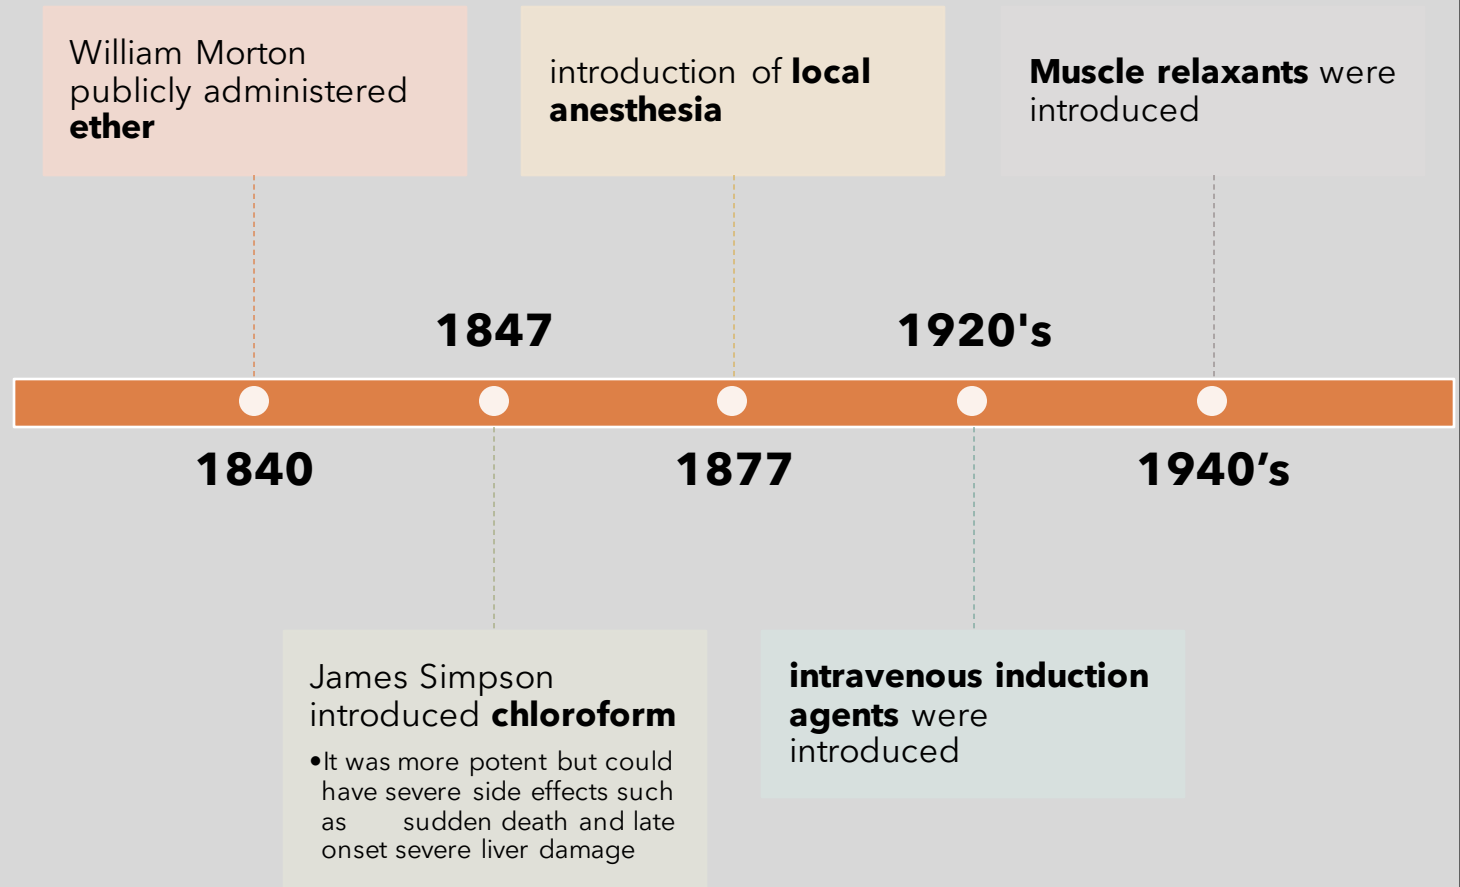 William Morton
publicly administered
ether
introduction of local
anesthesia
Muscle relaxants were
introduced
1847
1920's
1840
1877
1940’s
James Simpson
introduced chloroform
•It was more potent but could
have severe side effects such
as sudden death and late
onset severe liver damage
intravenous induction
agents were
introduced